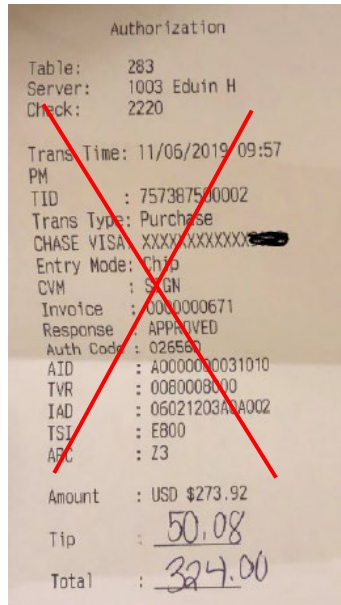 Authorization
Table: 283
Server: 1003 Eduin H
Check: 2220
Trans Time: 11/06/2019 09:57
PM
TID : 757387500002
Trans Type: Purchase
CHASE VISA: XXXXXXXXXXXX
Entry Mode: Chip
CVM : SIGN
Invoice : 0000000671
Response : APPROVED
Auth Code : 02656D
AID : A0000000031010
TVR : 0080008000
IAD : 06021203A0A002
TSI : E800
ARC : Z3
Amount : USD $273.92
Tip : 50.08
Total : 324.00